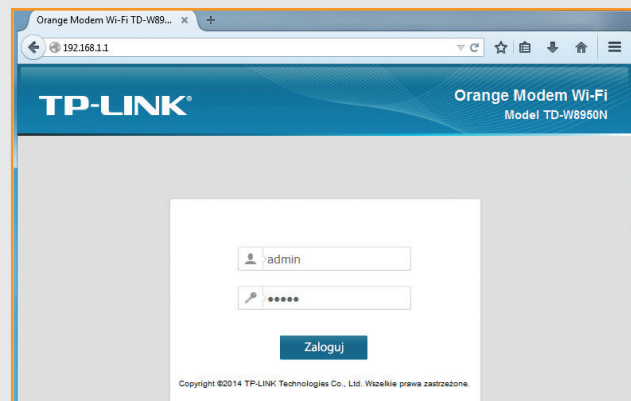 Orange Modem Wi-Fi TD-W89...
192.168.1.1
TP-LINK®
Orange Modem Wi-Fi
Model TD-W8950N
admin
•••••
Zaloguj
Copyright ©2014 TP-LINK Technologies Co., Ltd. Wszelkie prawa zastrzeżone.